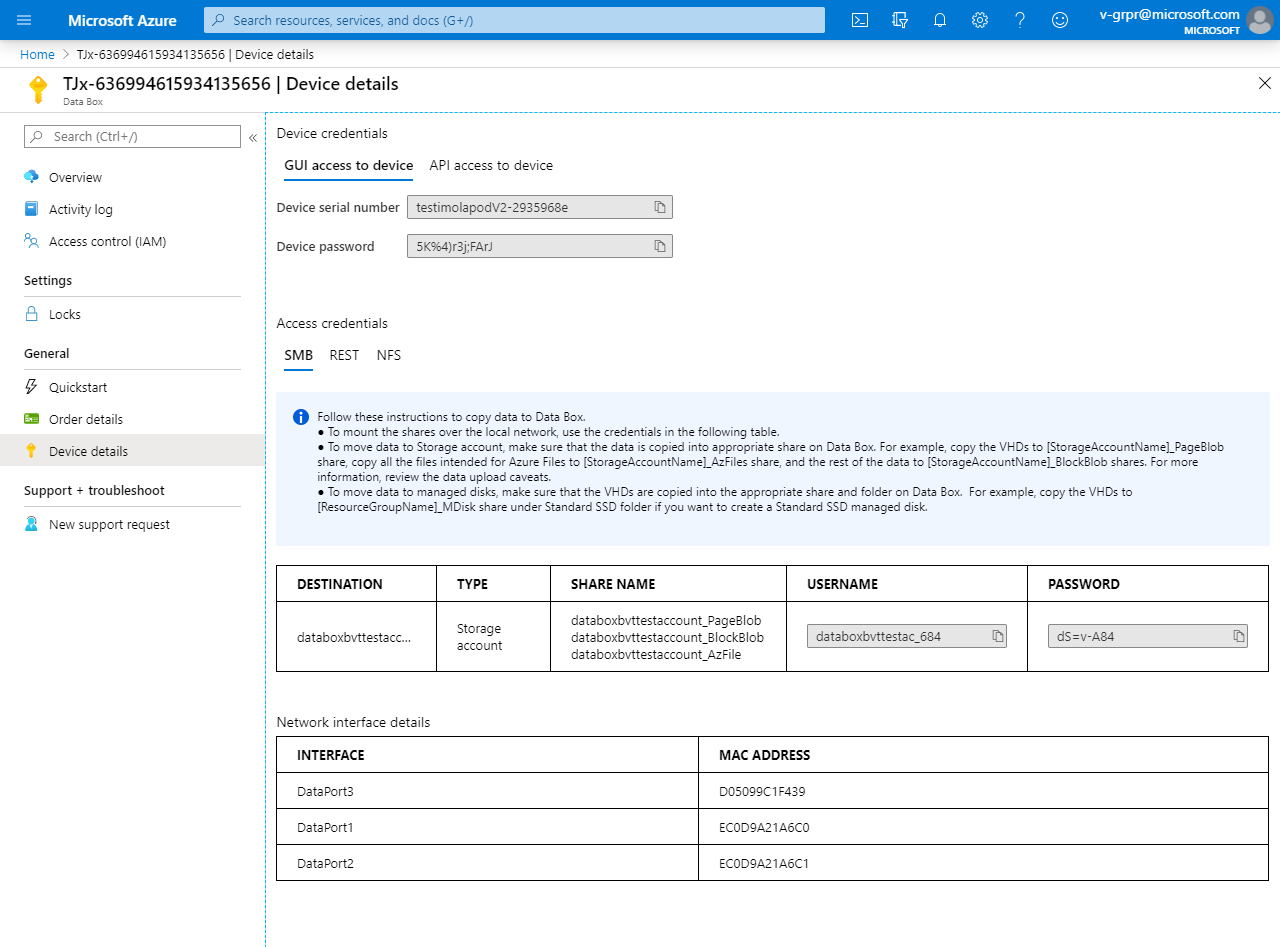 Microsoft Azure
Search resources, services, and docs (G+/)
v-grpr@microsoft.com
MICROSOFT
Home > TJx-636994615934135656 | Device details
TJx-636994615934135656 | Device details
Data Box
Search (Ctrl+/)
Overview
Activity log
Access control (IAM)
Settings
Locks
General
Quickstart
Order details
Device details
Support + troubleshoot
New support request
Device credentials
GUI access to device API access to device
Device serial number testimolapodV2-2935968e
Device password 5K%4)r3j;FArJ
Access credentials
SMB REST NFS
Follow these instructions to copy data to Data Box.
● To mount the shares over the local network, use the credentials in the following table.
● To move data to Storage account, make sure that the data is copied into appropriate share on Data Box. For example, copy the VHDs to [StorageAccountName]_PageBlob
share, copy all the files intended for Azure Files to [StorageAccountName]_AzFiles share, and the rest of the data to [StorageAccountName]_BlockBlob shares. For more
information, review the data upload caveats.
● To move data to managed disks, make sure that the VHDs are copied into the appropriate share and folder on Data Box. For example, copy the VHDs to
[ResourceGroupName]_MDisk share under Standard SSD folder if you want to create a Standard SSD managed disk.
DESTINATION TYPE SHARE NAME USERNAME PASSWORD
databoxbvttestacc...
Storage
account
databoxbvttestaccount_PageBlob
databoxbvttestaccount_BlockBlob
databoxbvttestaccount_AzFile
databoxbvttestac_684
dS=v-A84
Network interface details
INTERFACE MAC ADDRESS
DataPort3 D05099C1F439
DataPort1 EC0D9A21A6C0
DataPort2 EC0D9A21A6C1